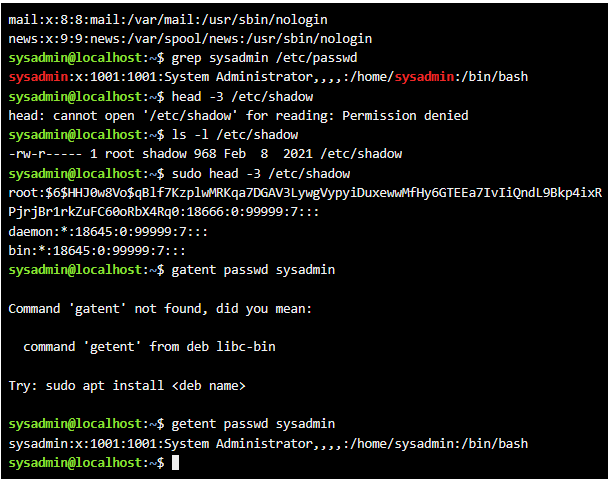 mail:x:8:8:mail:/var/mail:/usr/sbin/nologin
news:x:9:9:news:/var/spool/news:/usr/sbin/nologin
sysadmin@localhost:~$ grep sysadmin /etc/passwd
sysadmin:x:1001:1001:System Administrator,,,,:/home/sysadmin:/bin/bash
sysadmin@localhost:~$ head -3 /etc/shadow
head: cannot open '/etc/shadow' for reading: Permission denied
sysadmin@localhost:~$ ls -l /etc/shadow
-rw-r----- 1 root shadow 968 Feb  8  2021 /etc/shadow
sysadmin@localhost:~$ sudo head -3 /etc/shadow
root:$6$HHJ0w8Vo$qBlf7KzplwMRKqa7DGAV3LywgVypyiDuxewwMfHy6GTEEa7IvIiQndL9Bkp4ixR
PjrjBr1rkZuFC60oRbX4Rq0:18666:0:99999:7:::
daemon:*:18645:0:99999:7:::
bin:*:18645:0:99999:7:::
sysadmin@localhost:~$ gatent passwd sysadmin
Command 'gatent' not found, did you mean:
  command 'getent' from deb libc-bin
Try: sudo apt install <deb name>
sysadmin@localhost:~$ getent passwd sysadmin
sysadmin:x:1001:1001:System Administrator,,,,:/home/sysadmin:/bin/bash
sysadmin@localhost:~$